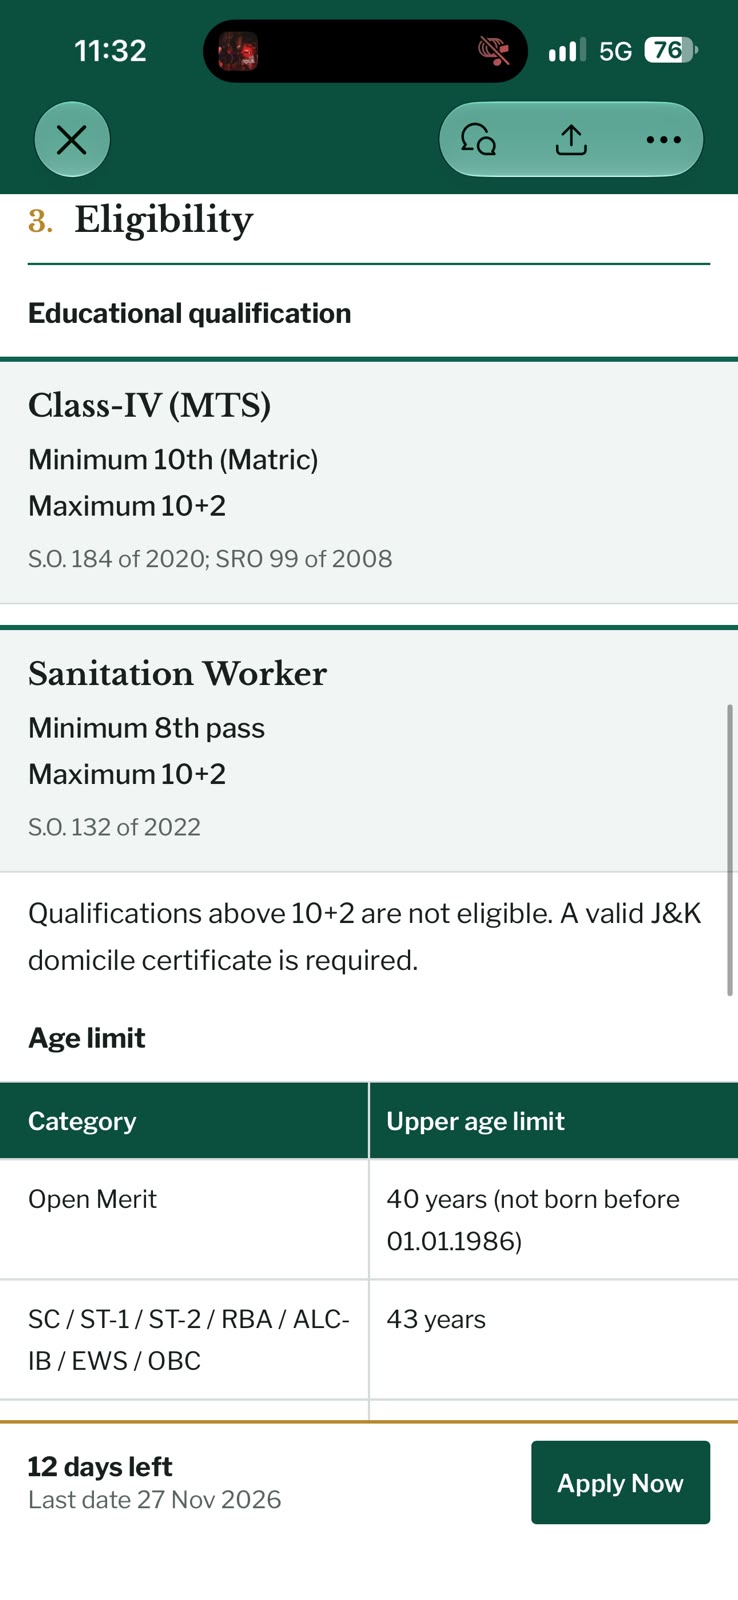 11:32
5G
76
3. Eligibility
Educational qualification
Class-IV (MTS)
Minimum 10th (Matric)
Maximum 10+2
S.O. 184 of 2020; SRO 99 of 2008
Sanitation Worker
Minimum 8th pass
Maximum 10+2
S.O. 132 of 2022
Qualifications above 10+2 are not eligible. A valid J&K
domicile certificate is required.
Age limit
Category
Upper age limit
Open Merit
40 years (not born before
01.01.1986)
SC / ST-1 / ST-2 / RBA / ALC-
IB / EWS / OBC
43 years
12 days left
Last date 27 Nov 2026
Apply Now